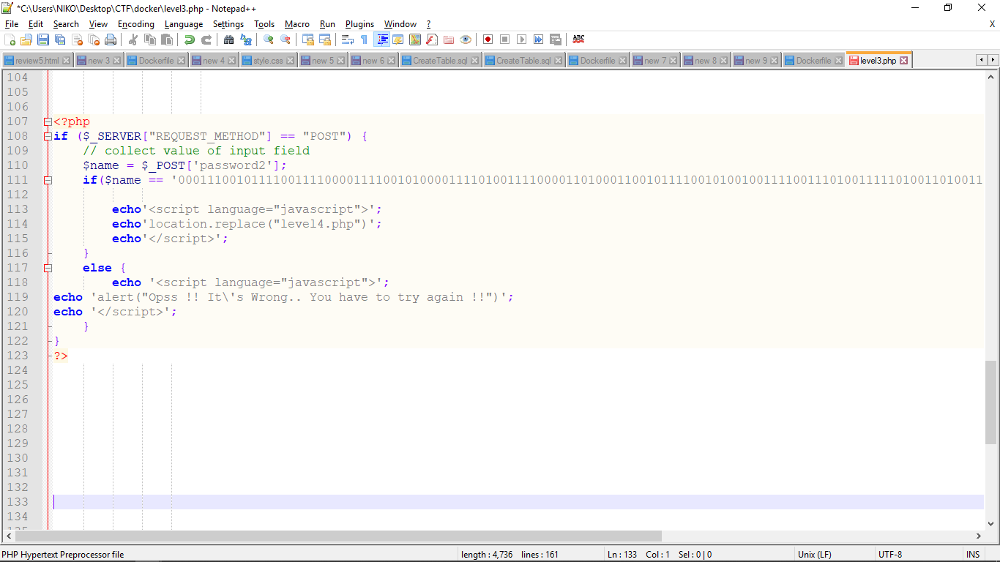 *C:\Users\NIKO\Desktop\CTF\docker\level3.php - Notepad++
File Edit Search View Encoding Language Settings Tools Macro Run Plugins Window ? X
ABC
review5.html new 3 Dockerfile new 4 style.css new 5 new 6 CreateTable.sql CreateTable.sql Dockerfile new 7 new 8 new 9 Dockerfile level3.php
104
105
106
107 <?php
108 if ($_SERVER["REQUEST_METHOD"] == "POST") {
109 // collect value of input field
110 $name = $_POST['password2'];
111 if($name == '
112
113 echo'<script language="javascript">';
114 echo'location.replace("level4.php")';
115 echo'</script>';
116 }
117 else {
118 echo '<script language="javascript">';
119 echo 'alert("Opss !! It\'s Wrong.. You have to try again !!")';
120 echo '</script>';
121 }
122 }
123 ?>
124
125
126
127
128
129
130
131
132
133
134
PHP Hypertext Preprocessor file length : 4,736 lines : 161 Ln : 133 Col : 1 Sel : 0 | 0 Unix (LF) UTF-8 INS